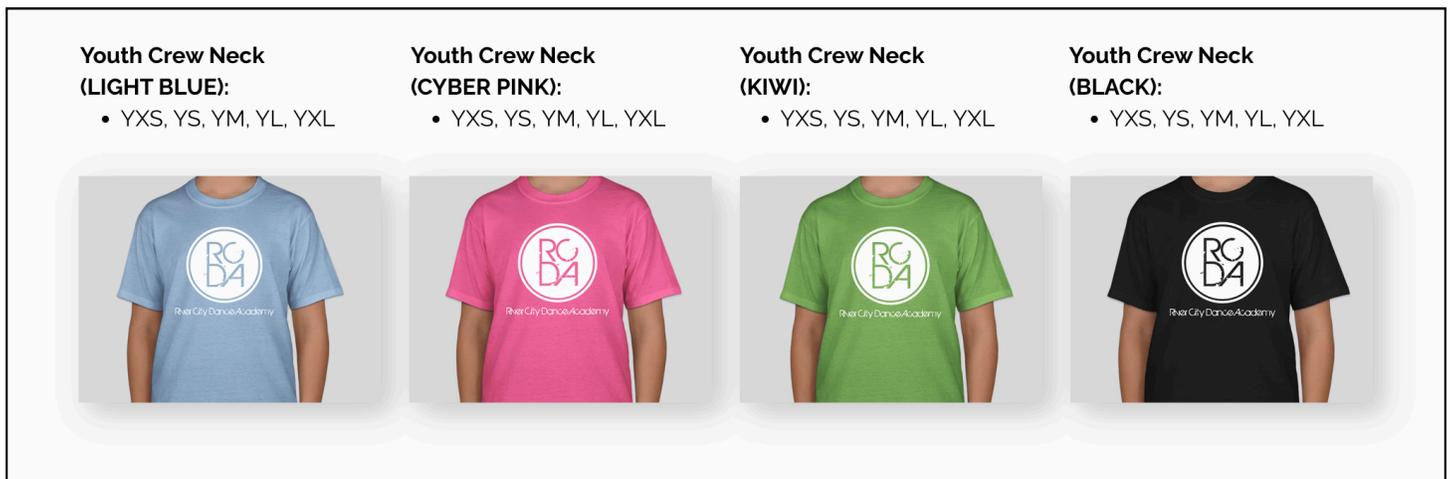 Youth Crew Neck
(LIGHT BLUE):
• YXS, YS, YM, YL, YXL
RC
DA
River City Dance Academy
Youth Crew Neck
(CYBER PINK):
• YXS, YS, YM, YL, YXL
RC
DA
River City Dance Academy
Youth Crew Neck
(KIWI):
• YXS, YS, YM, YL, YXL
RC
DA
River City Dance Academy
Youth Crew Neck
(BLACK):
• YXS, YS, YM, YL, YXL
RC
DA
River City Dance Academy